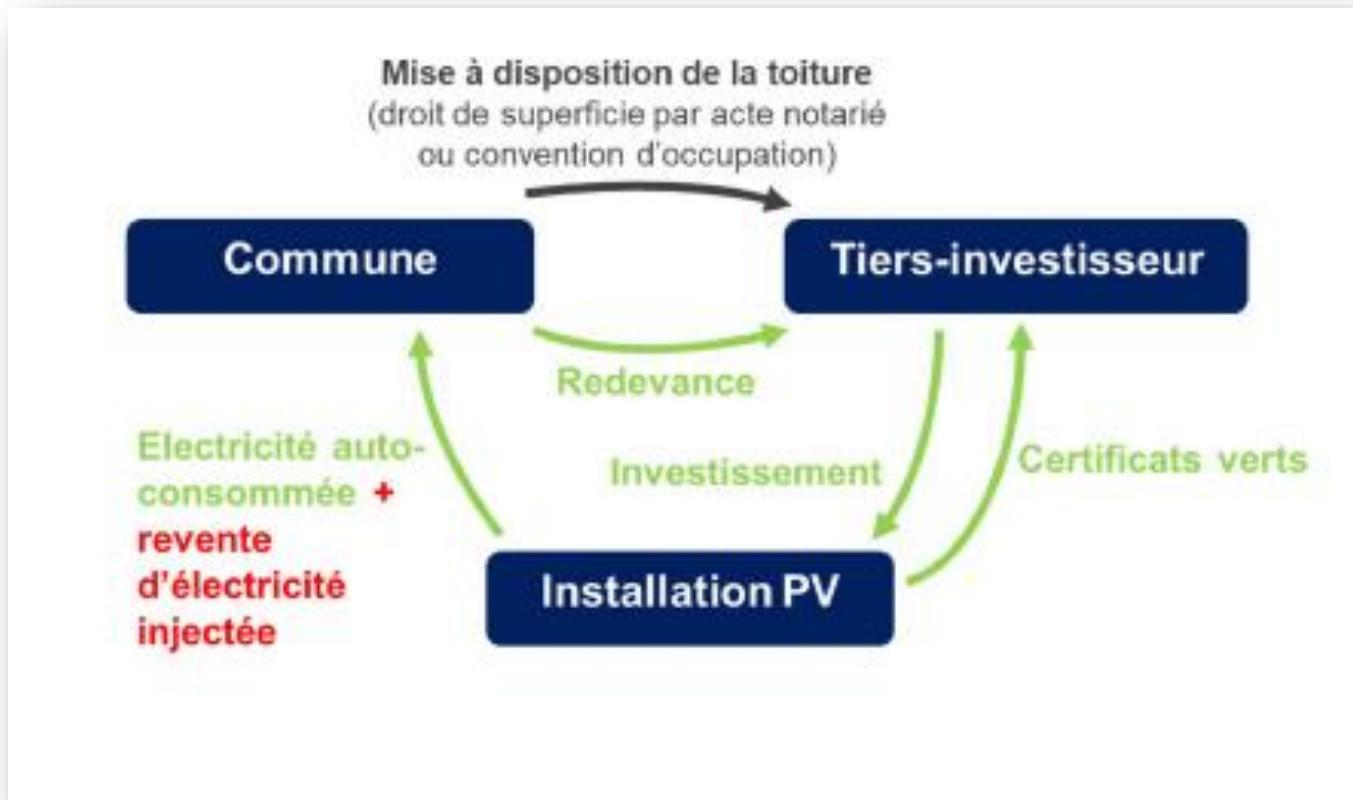 Mise à disposition de la toiture
(droit de superficie par acte notarié
ou convention d'occupation)
Commune
Tiers-investisseur
Redevance
Electricité auto-
consommée +
revente
d'électricité
injectée
Investissement
Certificats verts
Installation PV